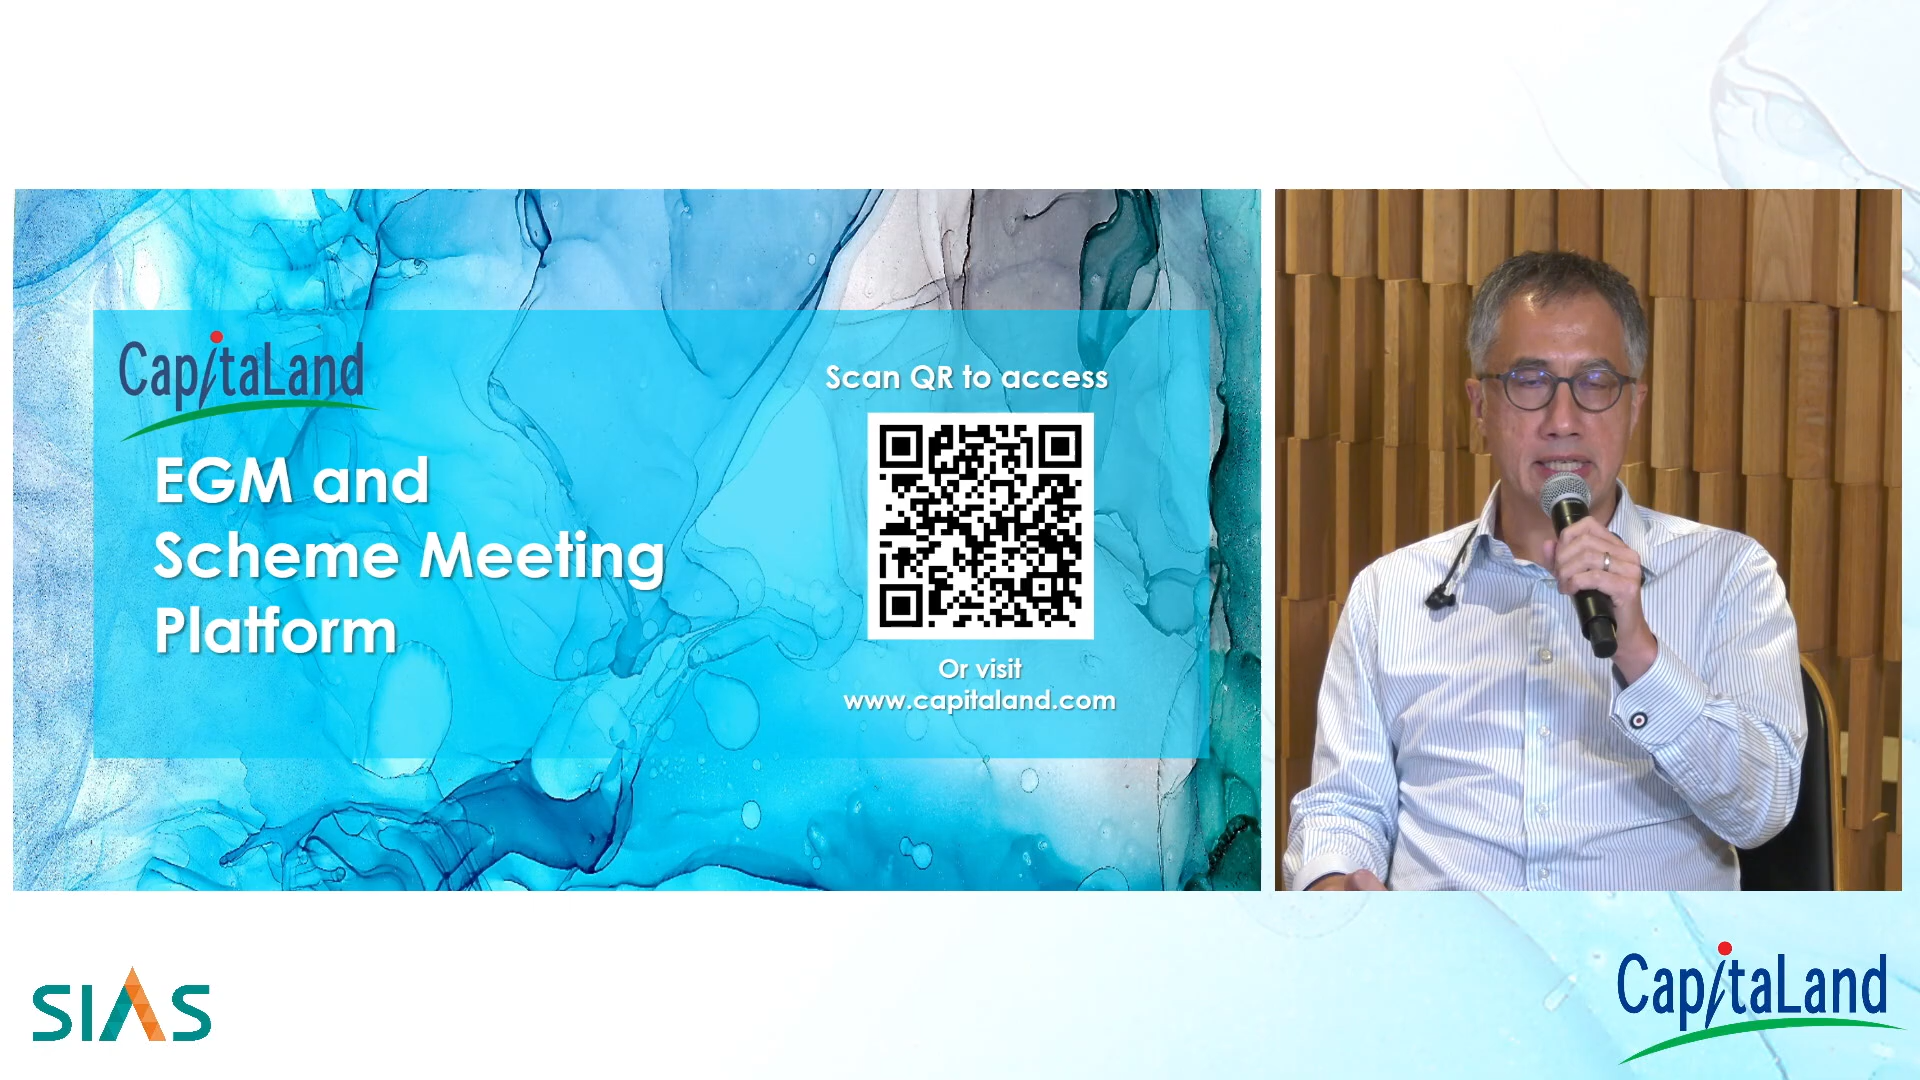 CapitaLand
EGM and
Scheme Meeting
Platform
Scan QR to access
Or visit
www.capitaland.com
SIAS
CapitaLand